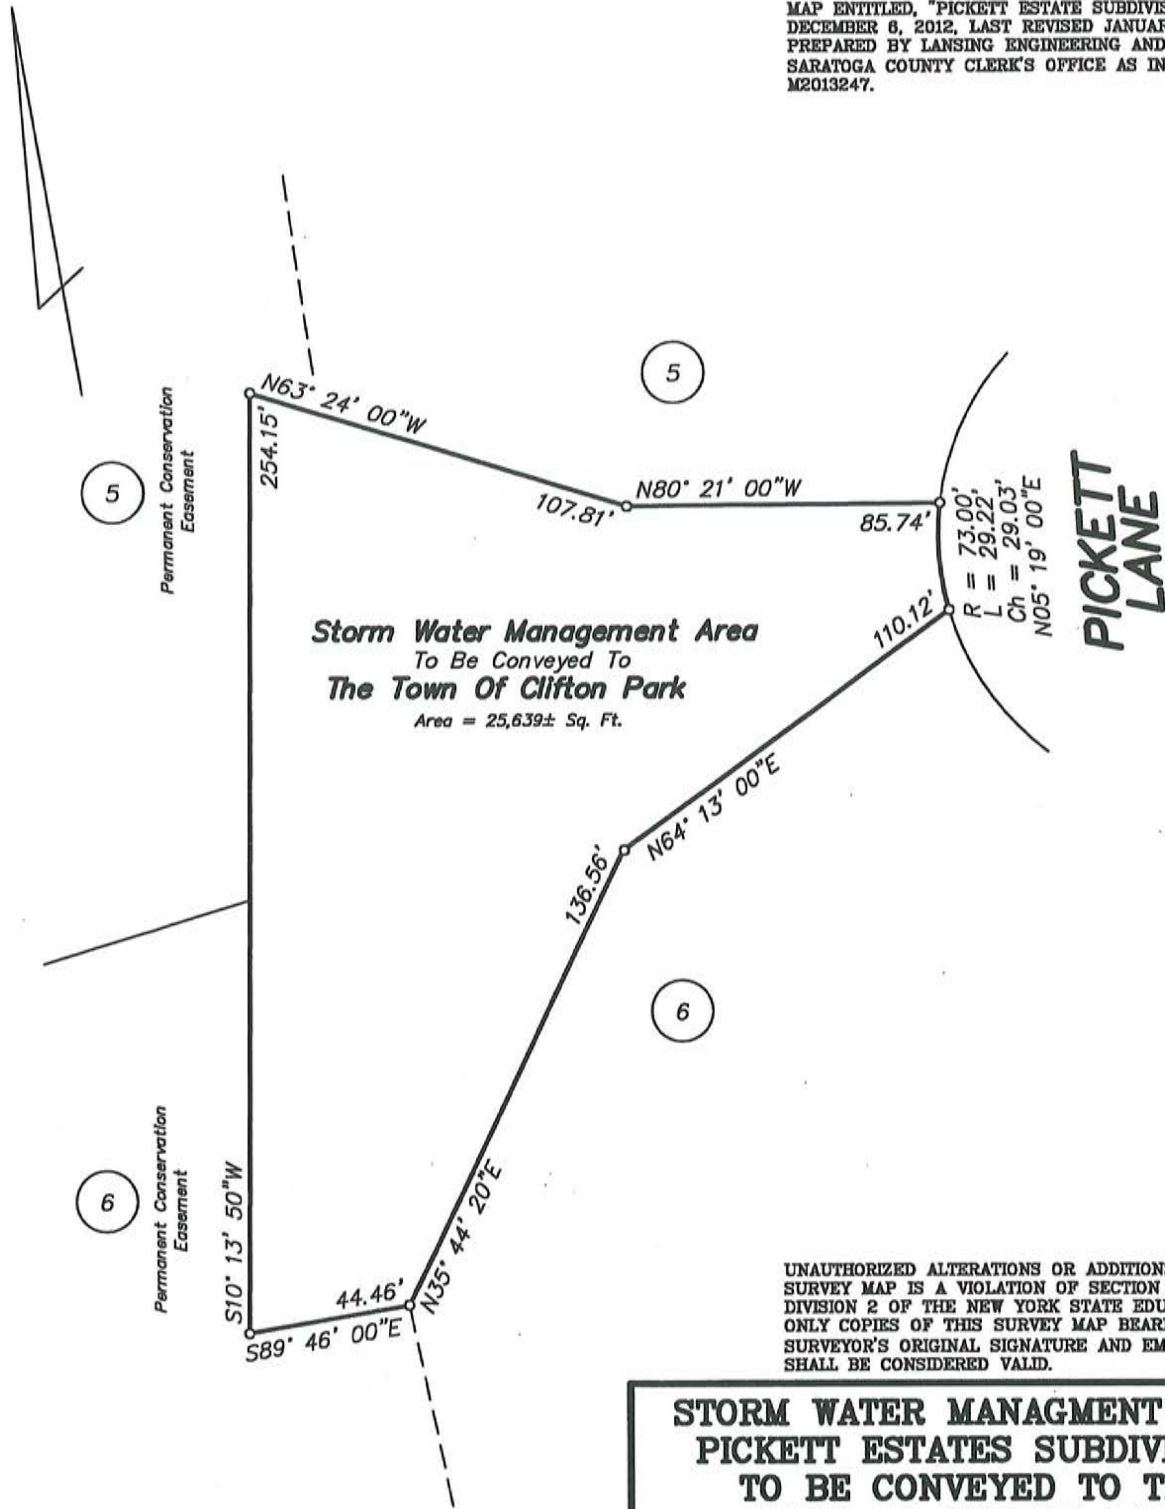 MAP ENTITLED, "PICKETT ESTATE SUBDIVIS
DECEMBER 6, 2012, LAST REVISED JANUAR
PREPARED BY LANSING ENGINEERING AND
SARATOGA COUNTY CLERK'S OFFICE AS IN
M2013247.
5
N63° 24' 00"W
107.81'
N80° 21' 00"W
85.74'
254.15'
5
Permanent Conservation
Easement
R = 73.00'
L = 29.22'
Ch = 29.03'
N05° 19' 00"E
PICKETT
LANE
Storm Water Management Area
To Be Conveyed To
The Town Of Clifton Park
Area = 25,639± Sq. Ft.
110.12'
N64° 13' 00"E
136.56'
N35° 44' 20"E
6
6
Permanent Conservation
Easement
S10° 13' 50"W
44.46'
S89° 46' 00"E
UNAUTHORIZED ALTERATIONS OR ADDITION
SURVEY MAP IS A VIOLATION OF SECTION
DIVISION 2 OF THE NEW YORK STATE EDU
ONLY COPIES OF THIS SURVEY MAP BEAR
SURVEYOR'S ORIGINAL SIGNATURE AND EM
SHALL BE CONSIDERED VALID.
STORM WATER MANAGMENT
PICKETT ESTATES SUBDIV
TO BE CONVEYED TO T